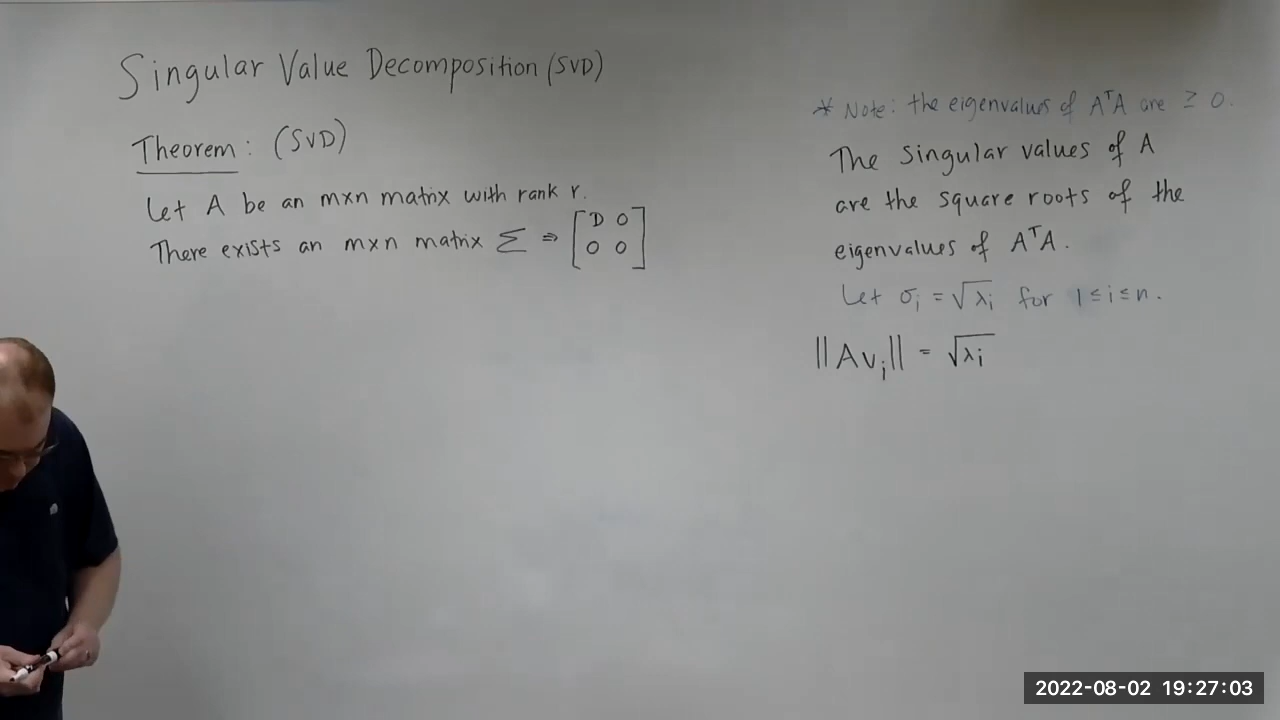 Singular Value Decomposition (SVD)
Theorem: (SVD)
Let A be an m×n matrix with rank r.
There exists an m×n matrix Σ ⇒ [D 0
0 0]
* Note: the eigenvalues of AᵀA are ≥ 0.
The singular values of A
are the square roots of the
eigenvalues of AᵀA.
Let σᵢ = √λᵢ for 1≤i≤n.
||Avᵢ|| = √λᵢ
2022-08-02 19:27:03